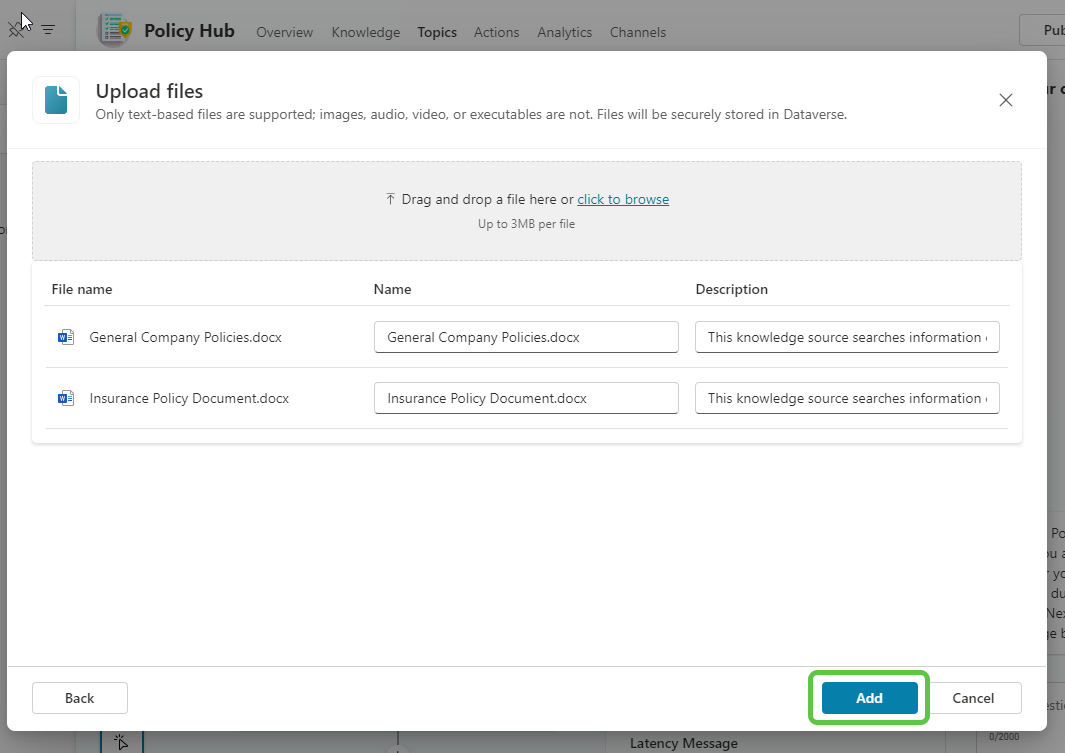 Policy Hub Overview Knowledge Topics Actions Analytics Channels
Upload files
Only text-based files are supported; images, audio, video, or executables are not. Files will be securely stored in Dataverse.
Drag and drop a file here or click to browse
Up to 3MB per file
File name Name Description
General Company Policies.docx General Company Policies.docx This knowledge source searches information
Insurance Policy Document.docx Insurance Policy Document.docx This knowledge source searches information
Back Add Cancel
Latency Message 0/2000